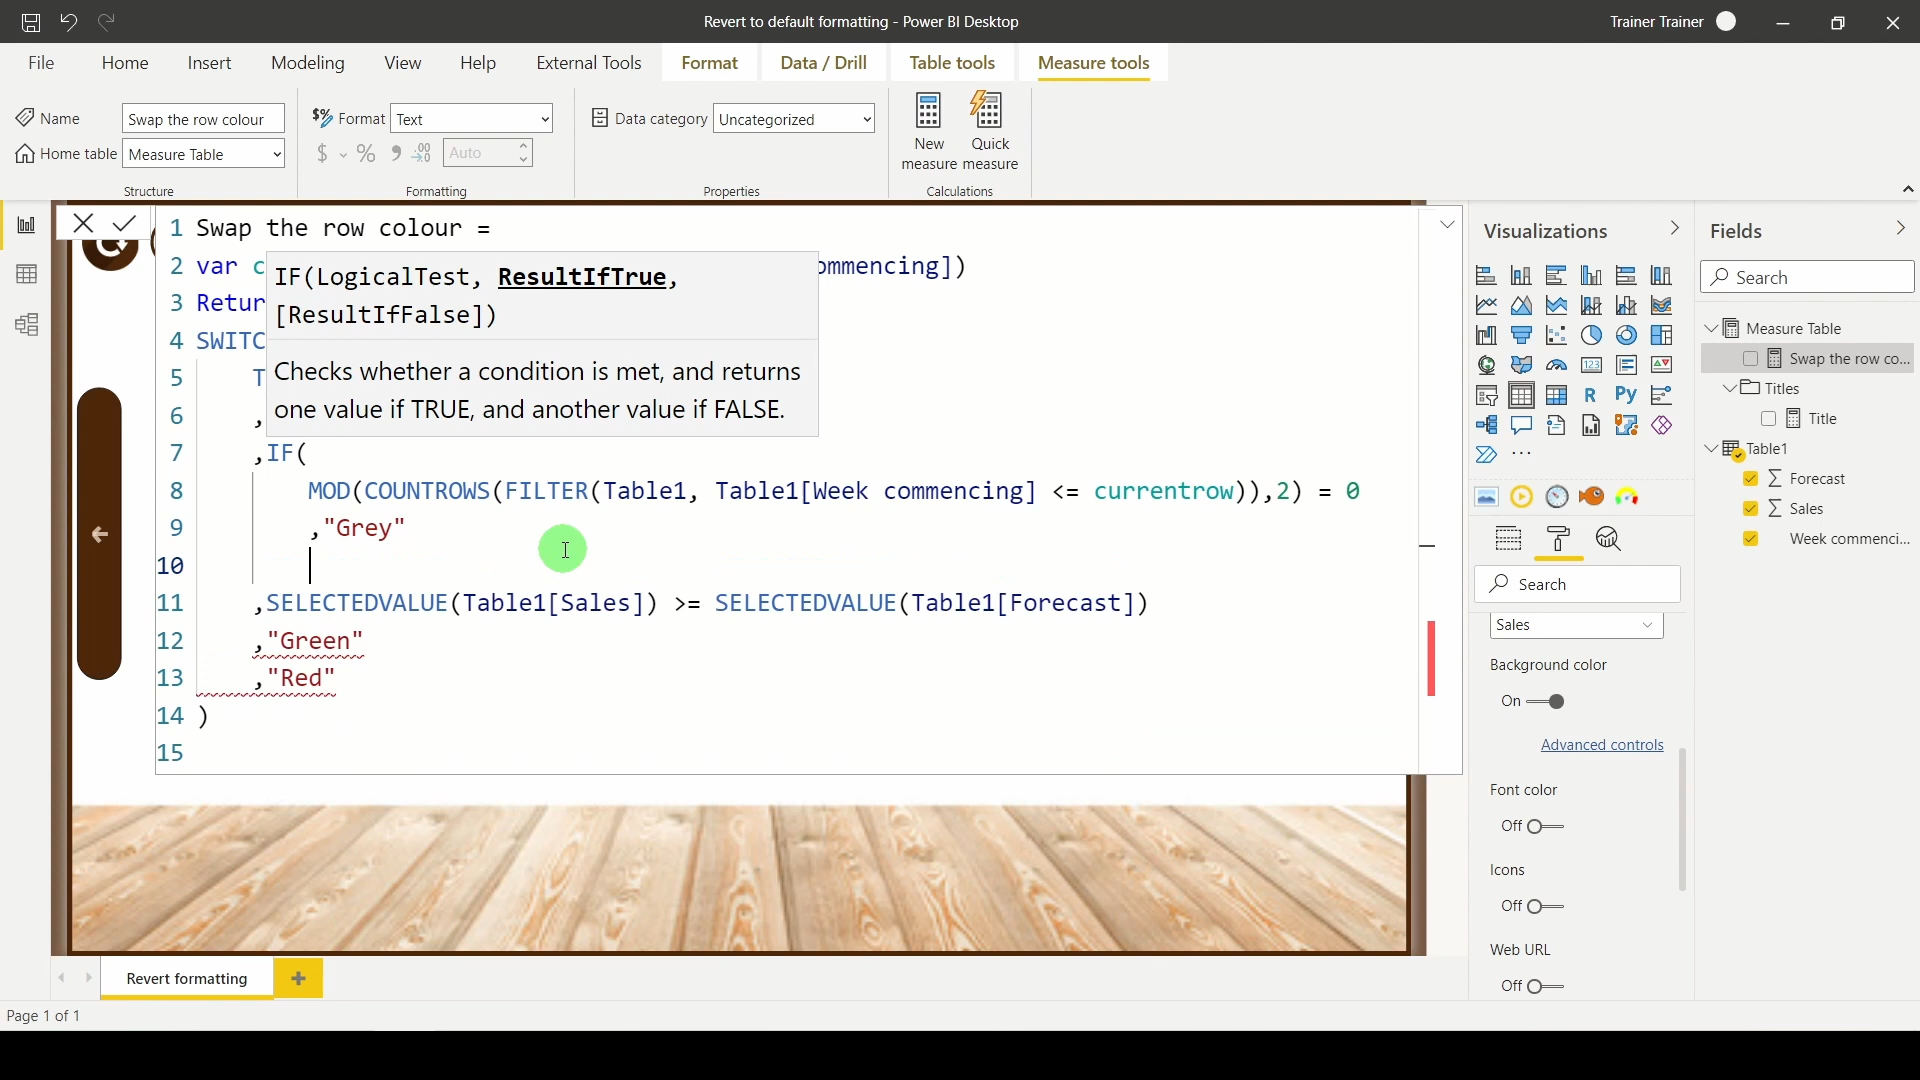 Revert to default formatting - Power BI Desktop
Trainer Trainer
File Home Insert Modeling View Help External Tools Format Data / Drill Table tools Measure tools
Name Swap the row colour
Home table Measure Table
Structure
Format Text
$ % 9 .00 Auto
Formatting
Data category Uncategorized
Properties
New measure
Quick measure
Calculations
1 Swap the row colour =
2 var c
ommencing])
3 Retur
4 SWITC
5 T
6 ,
IF(LogicalTest, ResultIfTrue,
[ResultIfFalse])
Checks whether a condition is met, and returns
one value if TRUE, and another value if FALSE.
7 ,IF(
8 MOD(COUNTROWS(FILTER(Table1, Table1[Week commencing] <= currentrow)),2) = 0
9 ,"Grey"
10
11 ,SELECTEDVALUE(Table1[Sales]) >= SELECTEDVALUE(Table1[Forecast])
12 ,"Green"
13 ,"Red"
14 )
15
Visualizations
R Py
123
Search
Sales
Background color
On
Advanced controls
Font color
Off
Icons
Off
Web URL
Off
Fields
Search
Measure Table
Swap the row co...
Titles
Title
Table1
Forecast
Sales
Week commenci...
Revert formatting
+
Page 1 of 1